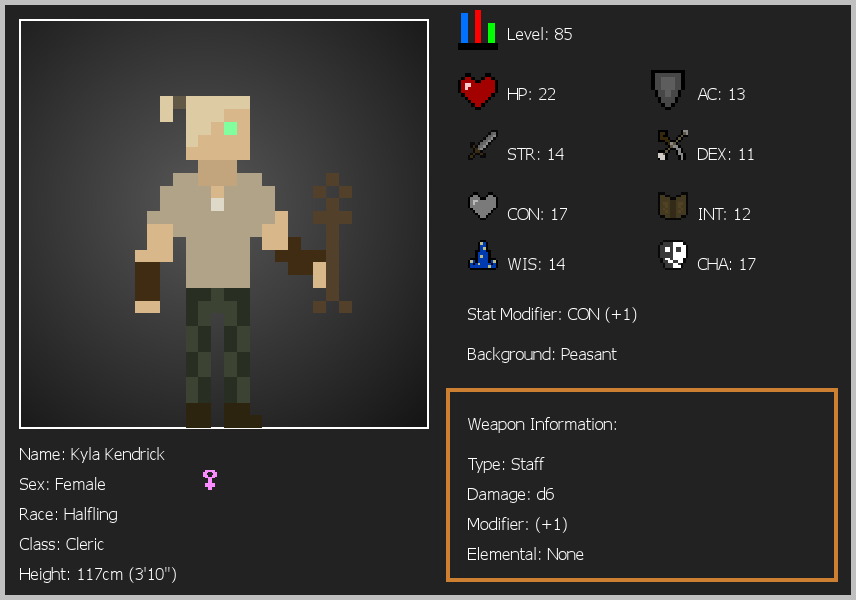 Level: 85
HP: 22
AC: 13
STR: 14
DEX: 11
CON: 17
INT: 12
WIS: 14
CHA: 17
Stat Modifier: CON (+1)
Background: Peasant
Weapon Information:
Type: Staff
Damage: d6
Modifier: (+1)
Elemental: None
Name: Kyla Kendrick
Sex: Female
Race: Halfling
Class: Cleric
Height: 117cm (3'10")